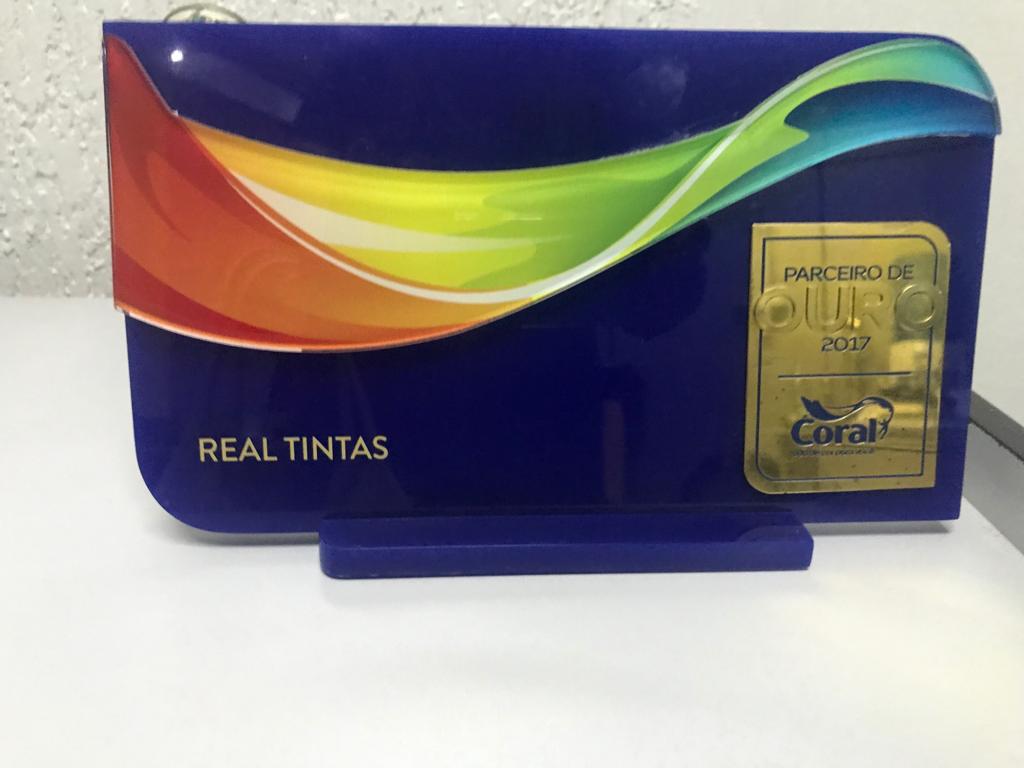 REAL TINTAS
PARCEIRO DE
OURO
2017
Coral